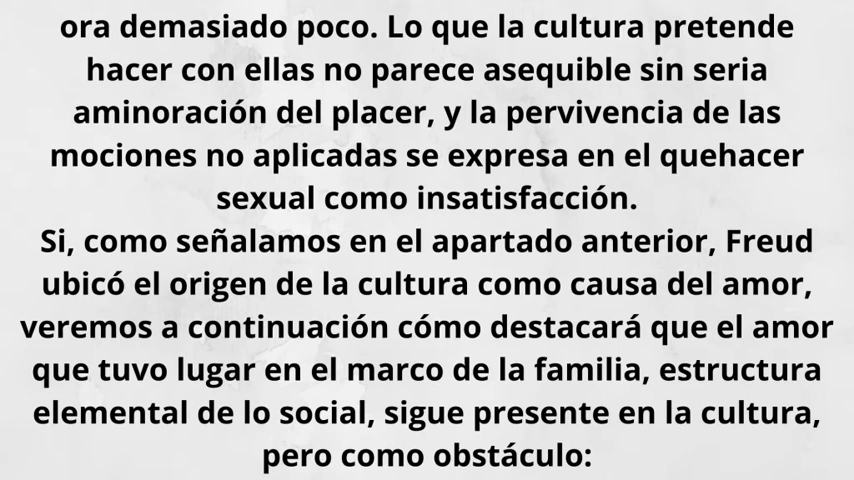 ora demasiado poco. Lo que la cultura pretende
hacer con ellas no parece asequible sin seria
aminoración del placer, y la pervivencia de las
mociones no aplicadas se expresa en el quehacer
sexual como insatisfacción.
Si, como señalamos en el apartado anterior, Freud
ubicó el origen de la cultura como causa del amor,
veremos a continuación cómo destacará que el amor
que tuvo lugar en el marco de la familia, estructura
elemental de lo social, sigue presente en la cultura,
pero como obstáculo: